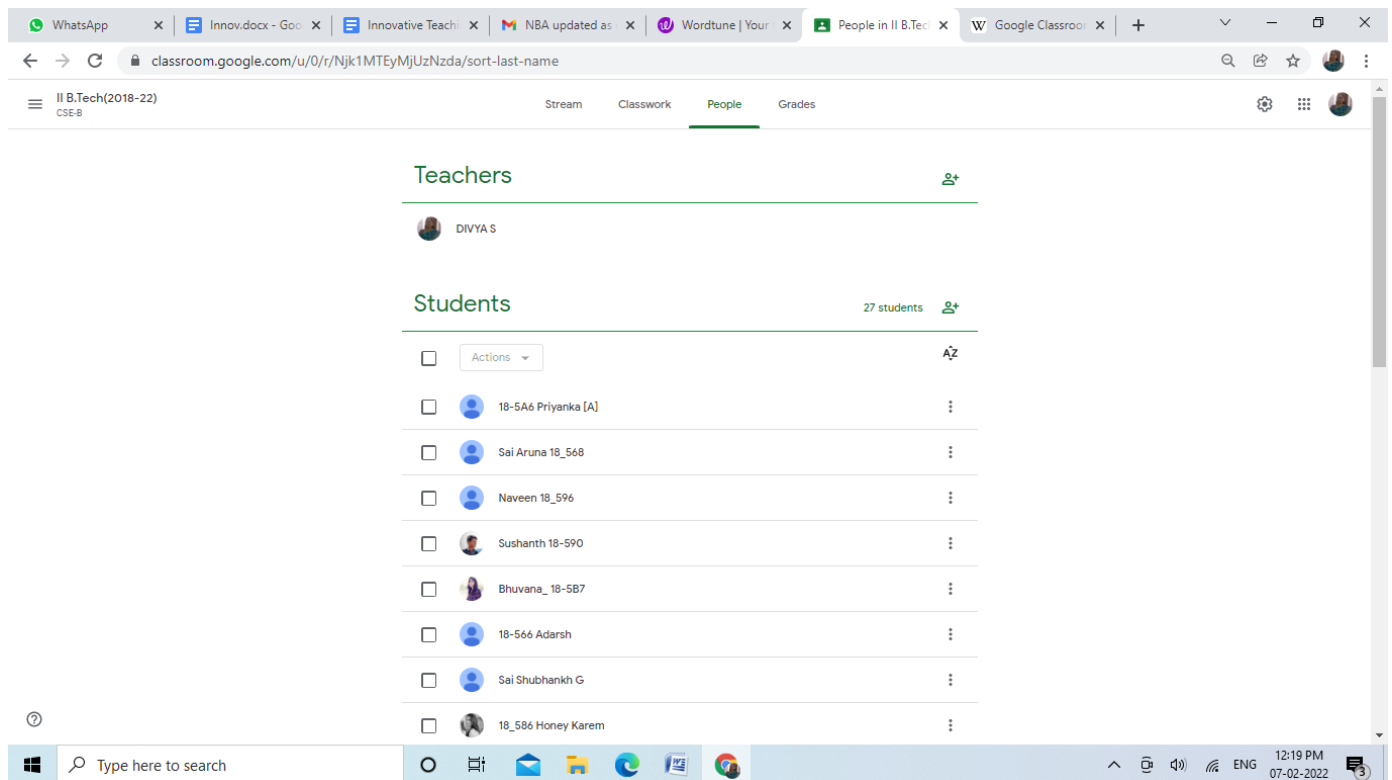 WhatsApp
Innov.docx - Goo
Innovative Teachi
NBA updated as
Wordtune | Your
People in II B.Tec
Google Classroor
classroom.google.com/u/0/r/Njk1MTEyMjUzNzda/sort-last-name
II B.Tech(2018-22)
CSE-B
Stream Classwork People Grades
Teachers
DIVYA S
Students 27 students
Actions AZ
18-5A6 Priyanka [A]
Sai Aruna 18_568
Naveen 18_596
Sushanth 18-590
Bhuvana_ 18-5B7
18-566 Adarsh
Sai Shubhankh G
18_586 Honey Karem
Type here to search
ENG
12:19 PM
07-02-2022
3